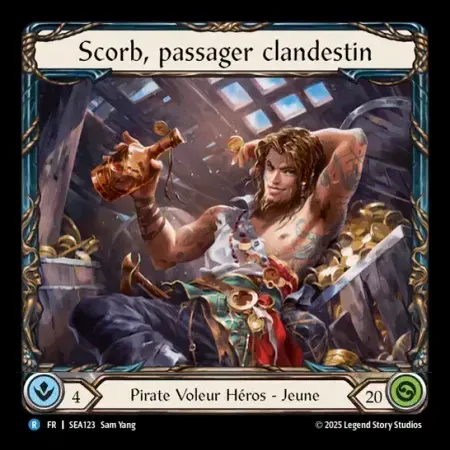 Scorb, passager clandestin
4 Pirate Voleur Héros - Jeune 20
R FR | SEA123 Sam Yang © 2025 Legend Story Studios